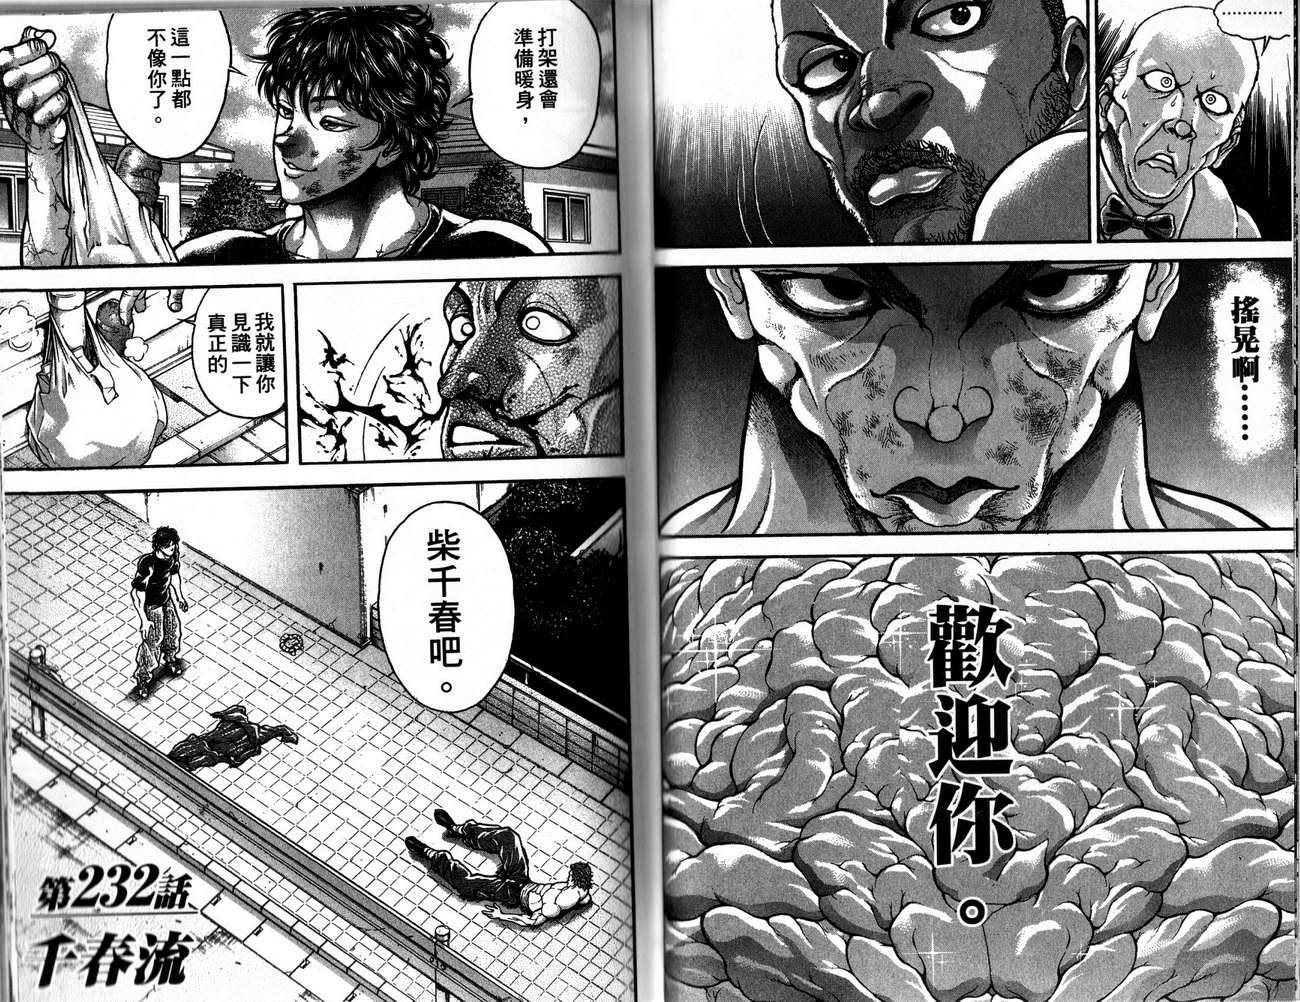 …………
搖晃啊……
歡迎你。
打架還會
準備暖身，
這一點都
不像你了。
我就讓你
見識一下
真正的
柴千春吧。
第232話
千春流